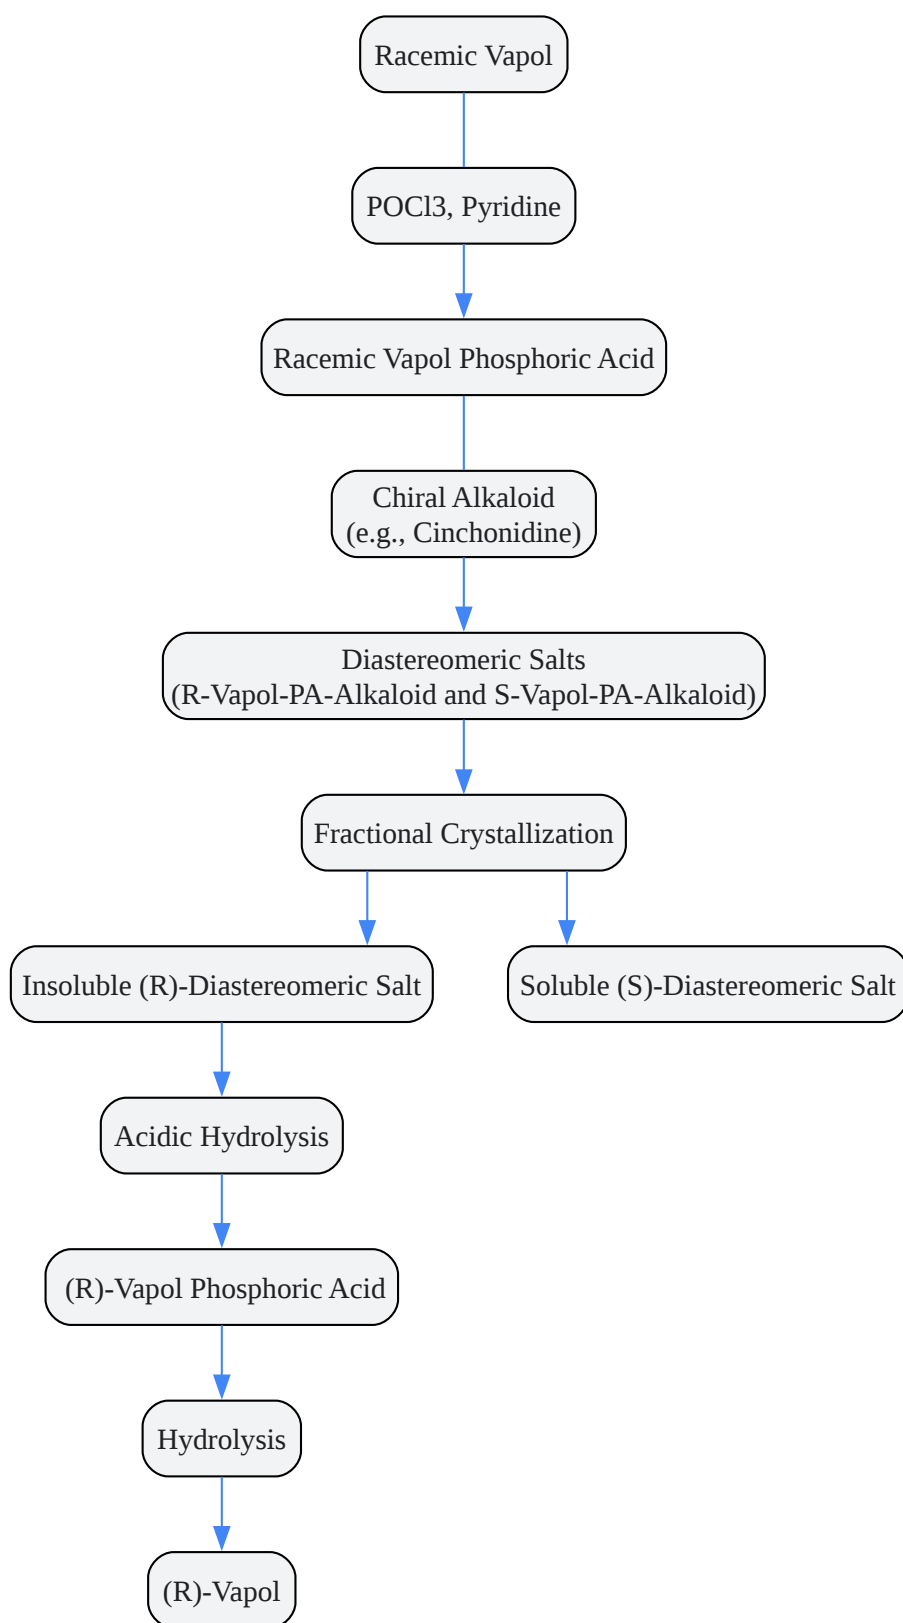 Racemic Vapol
POCl3, Pyridine
Racemic Vapol Phosphoric Acid
Chiral Alkaloid
(e.g., Cinchonidine)
Diastereomeric Salts
(R-Vapol-PA-Alkaloid and S-Vapol-PA-Alkaloid)
Fractional Crystallization
Insoluble (R)-Diastereomeric Salt
Soluble (S)-Diastereomeric Salt
Acidic Hydrolysis
(R)-Vapol Phosphoric Acid
Hydrolysis
(R)-Vapol